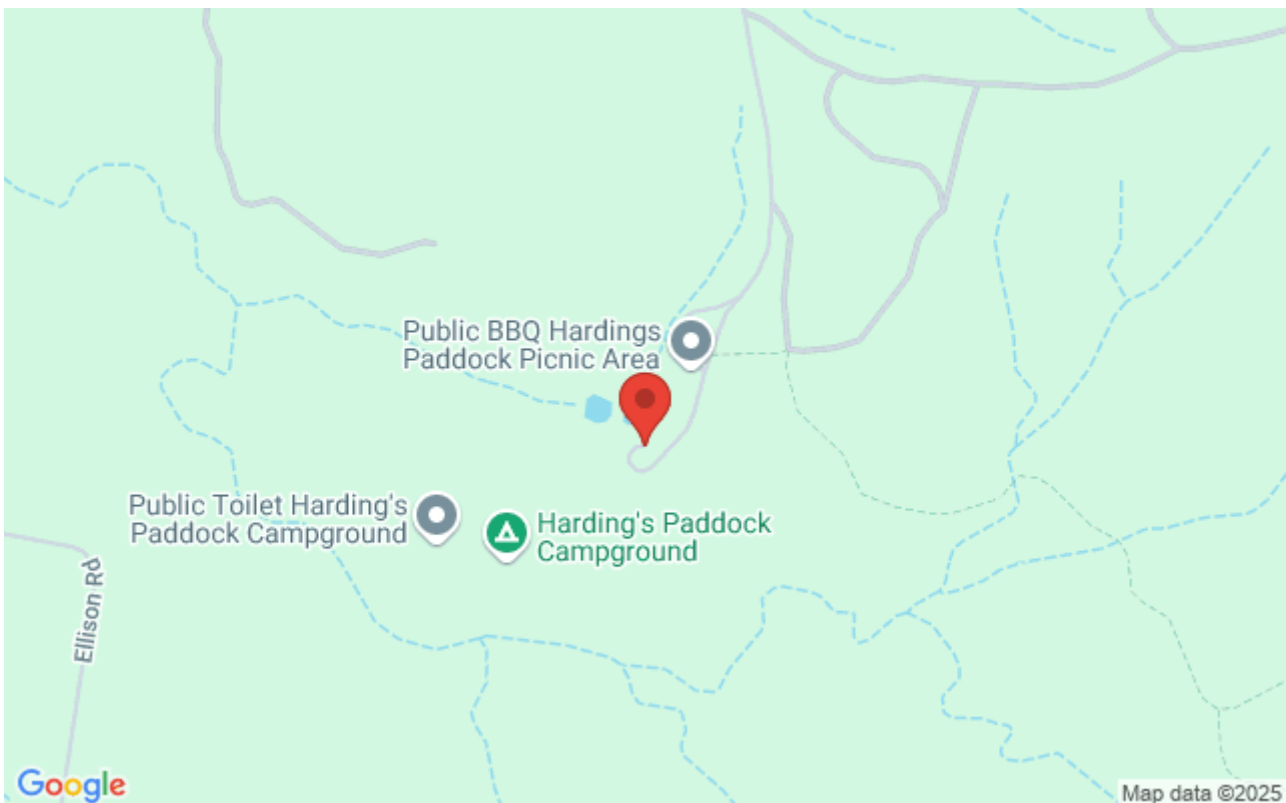 Public BBQ Hardings
Paddock Picnic Area
Public Toilet Harding's
Paddock Campground
Harding's Paddock
Campground
Ellison Rd
Google
Map data ©2025